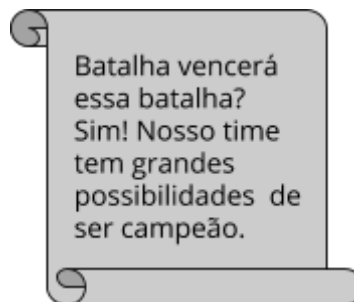 Batalha vencerá
essa batalha?
Sim! Nosso time
tem grandes
possibilidades  de
ser campeão.